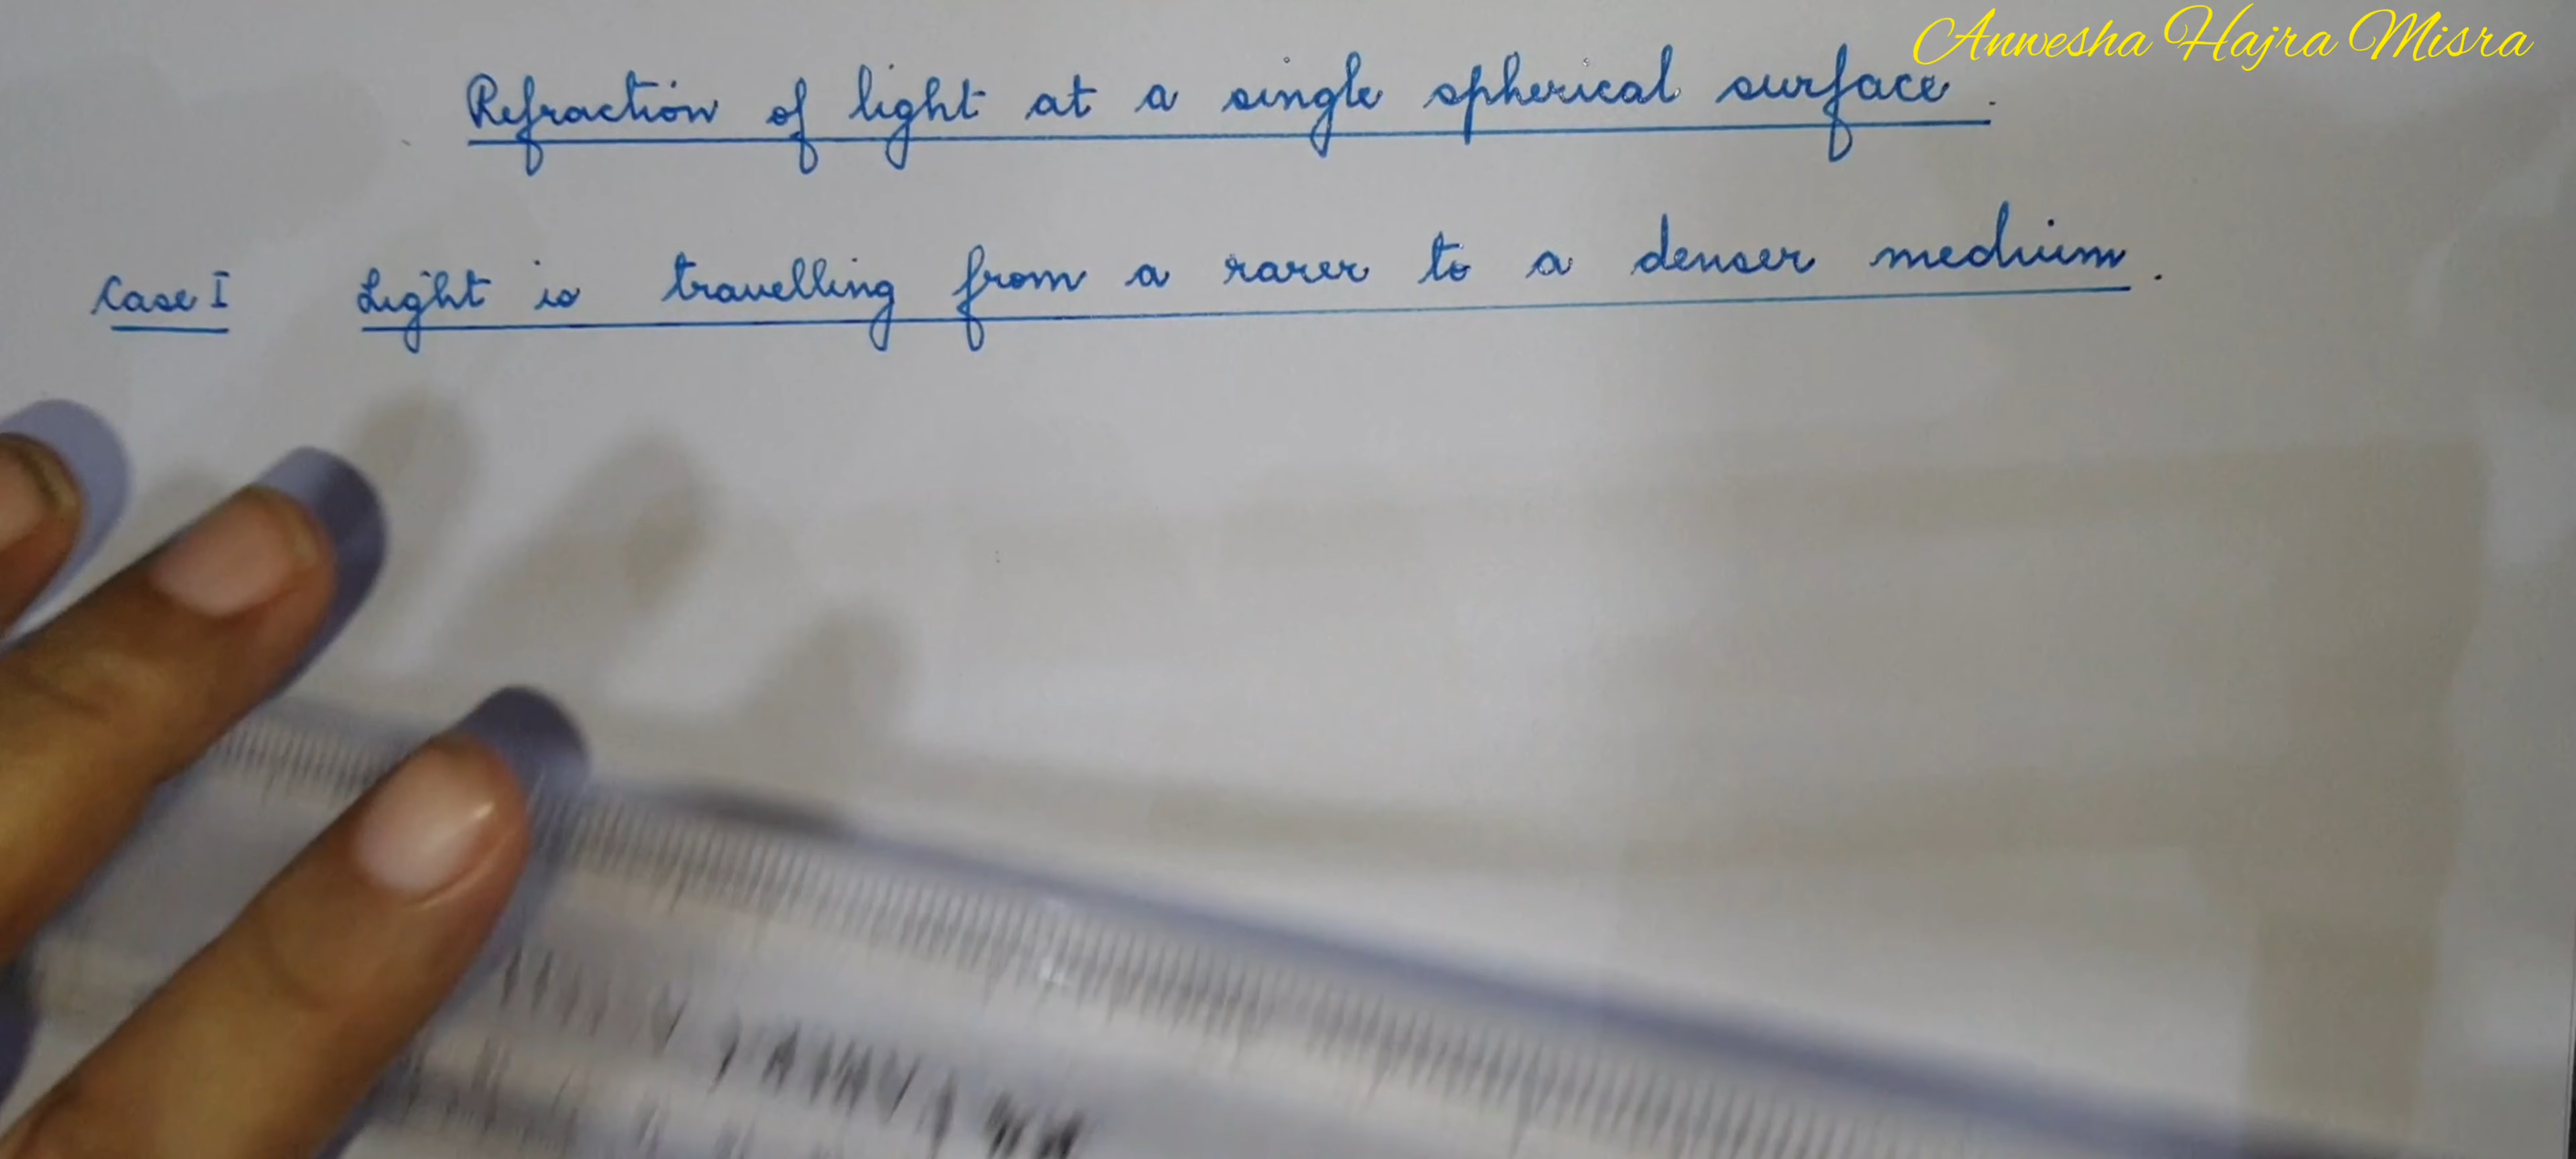 Anwesha Hajra Misra
Refraction of light at a single spherical surface.
Case I Light is travelling from a rarer to a denser medium.